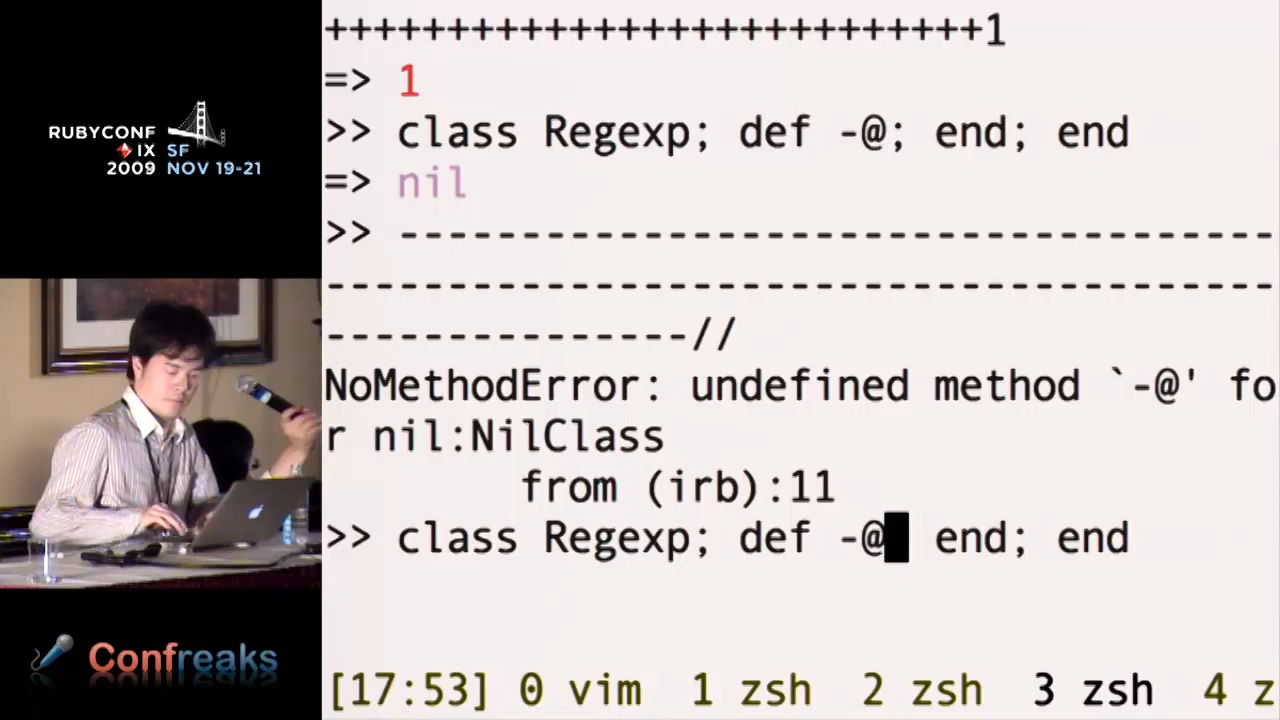 RUBYCONF
IX SF
2009 NOV 19-21
++++++++++++++++++++++++++++1
=> 1
>> class Regexp; def -@; end; end
=> nil
>> ------------------------------------
---------------------------------------
---------------//
NoMethodError: undefined method `-@' fo
r nil:NilClass
        from (irb):11
>> class Regexp; def -@ end; end
[17:53] 0 vim 1 zsh 2 zsh 3 zsh 4 z
Confreaks